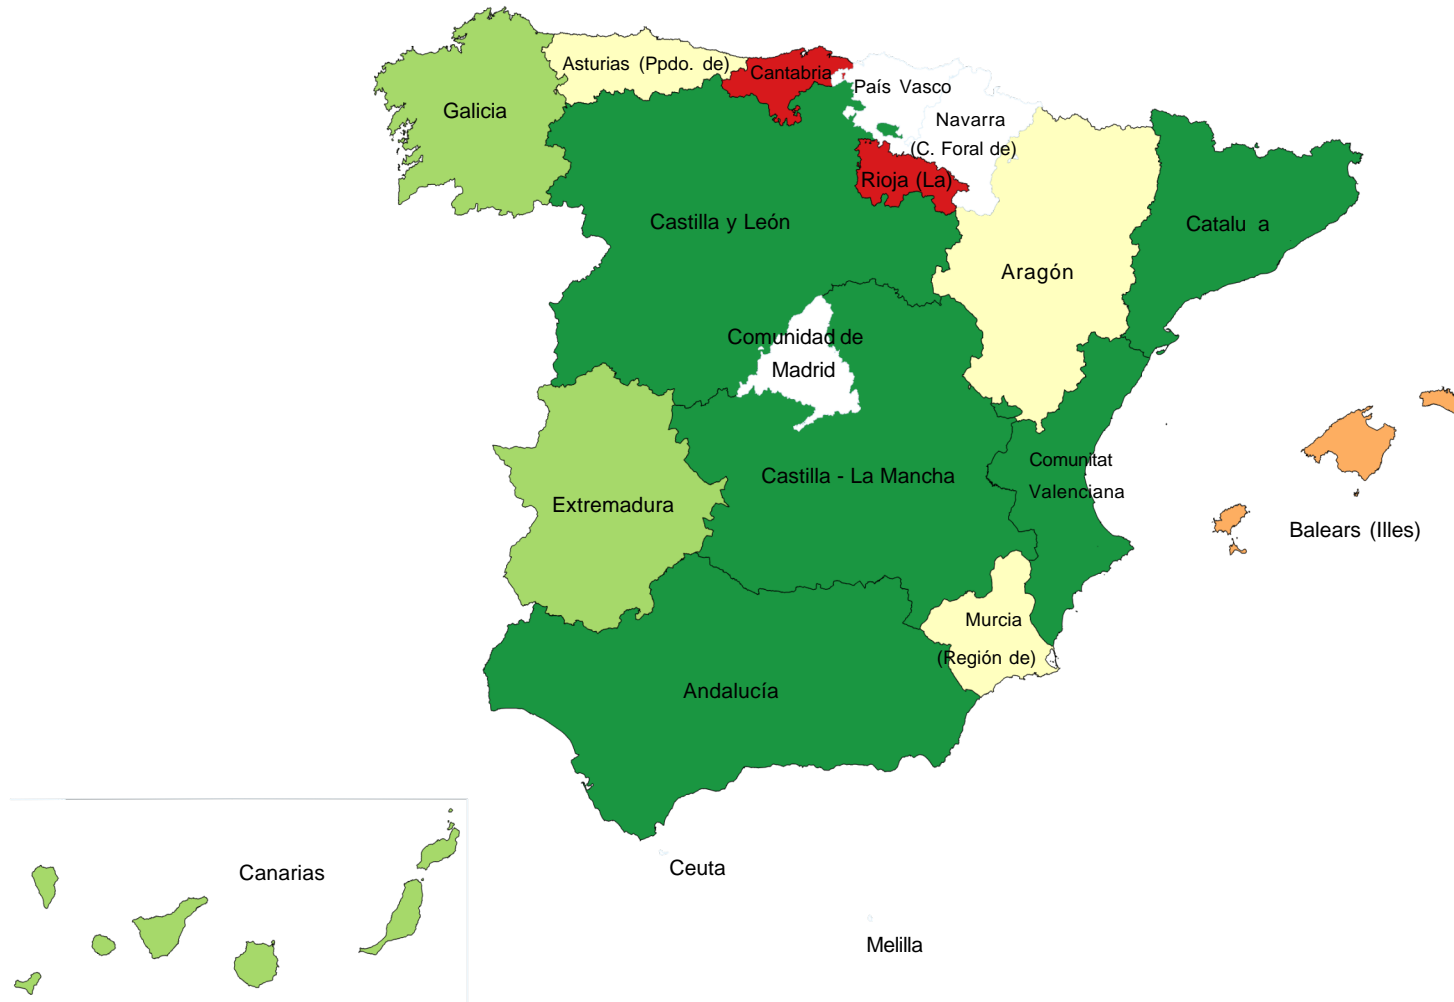 Asturias (Ppdo. de)
Cantabria
País Vasco
Galicia
Navarra
(C. Foral de)
Rioja (La)
Castilla y León
Catalu a
Aragón
Comunidad de
Madrid
Comunitat
Valenciana
Castilla - La Mancha
Extremadura
Balears (Illes)
Murcia
(Región de)
Andalucía
Ceuta
Canarias
Melilla